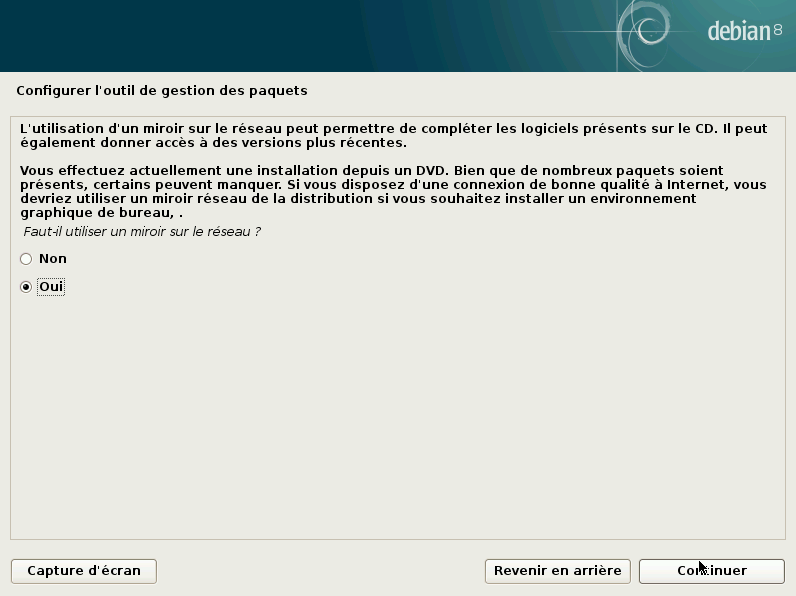 debian 8
Configurer l'outil de gestion des paquets
L'utilisation d'un miroir sur le réseau peut permettre de compléter les logiciels présents sur le CD. Il peut
également donner accès à des versions plus récentes.
Vous effectuez actuellement une installation depuis un DVD. Bien que de nombreux paquets soient
présents, certains peuvent manquer. Si vous disposez d'une connexion de bonne qualité à Internet, vous
devriez utiliser un miroir réseau de la distribution si vous souhaitez installer un environnement
graphique de bureau, .
Faut-il utiliser un miroir sur le réseau ?
Non
Oui
Capture d'écran
Revenir en arrière
Continuer